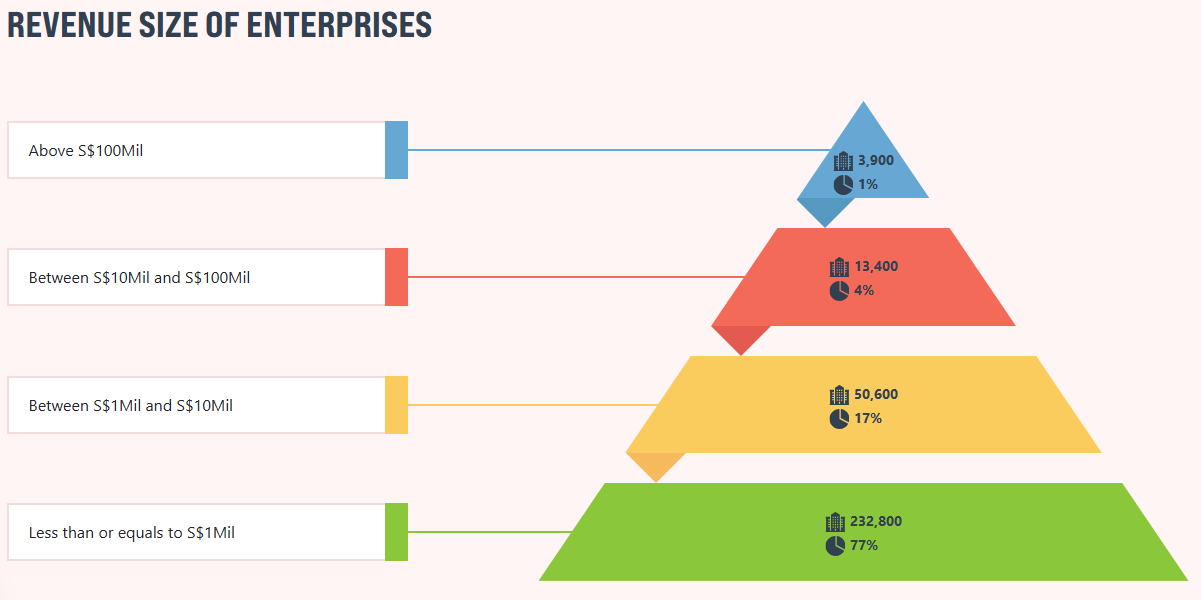 REVENUE SIZE OF ENTERPRISES
Above S$100Mil
3,900
1%
Between S$10Mil and S$100Mil
13,400
4%
Between S$1Mil and S$10Mil
50,600
17%
Less than or equals to S$1Mil
232,800
77%